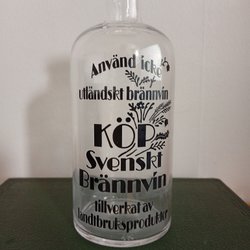 Använd icke
utländskt brännvin
KÖP
Svenskt
Brännvin
tillverkat av
landtbruksprodukter